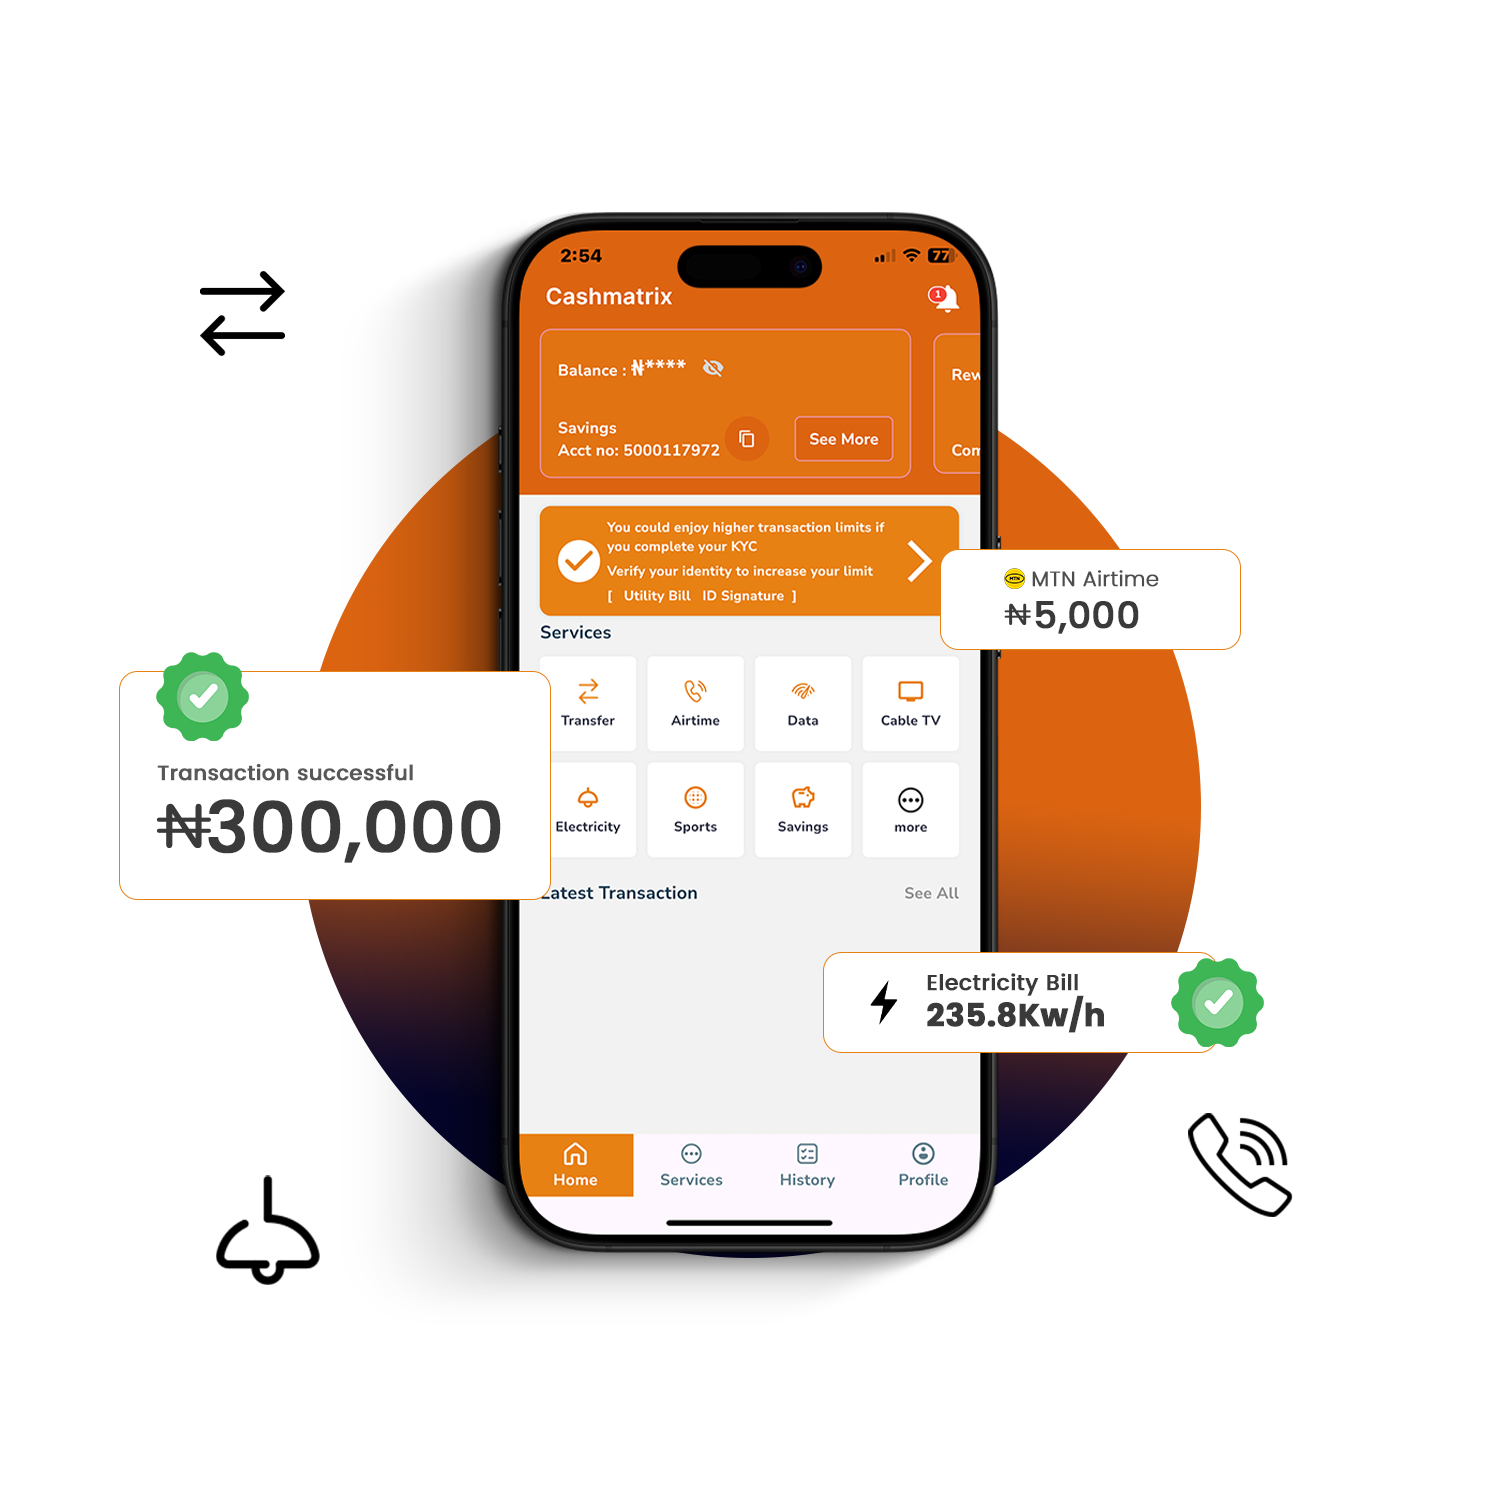 2:54
77
Cashmatrix
1
Balance : ₦****
Rew
Savings
Acct no: 5000117972
See More
Com
You could enjoy higher transaction limits if
you complete your KYC
Verify your identity to increase your limit
[ Utility Bill ID Signature ]
MTN
MTN Airtime
₦5,000
Services
Transfer
Airtime
Data
Cable TV
Transaction successful
₦300,000
Electricity
Sports
Savings
more
Latest Transaction
See All
Electricity Bill
235.8Kw/h
Home
Services
History
Profile